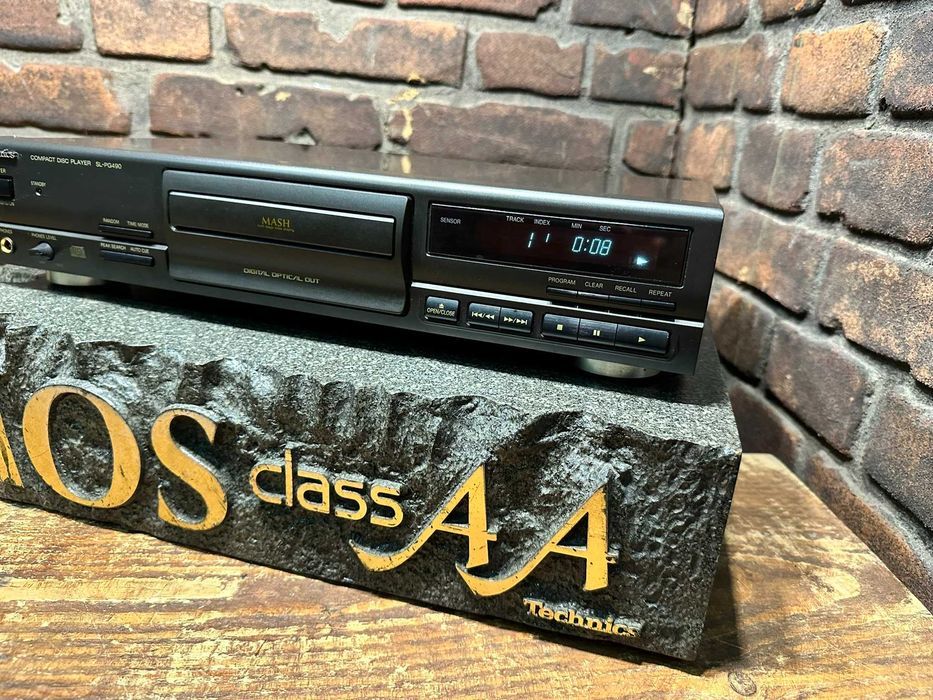 COMPACT DISC PLAYER SL-PG490
STANDBY
RANDOM TIME MODE
PHONES LEVEL
PEAK SEARCH AUTO CUE
MASH
DIGITAL OPTICAL OUT
SENSOR TRACK INDEX MIN SEC
1 1 0:08
PROGRAM CLEAR RECALL REPEAT
OPEN/CLOSE
OS class AA
Technics